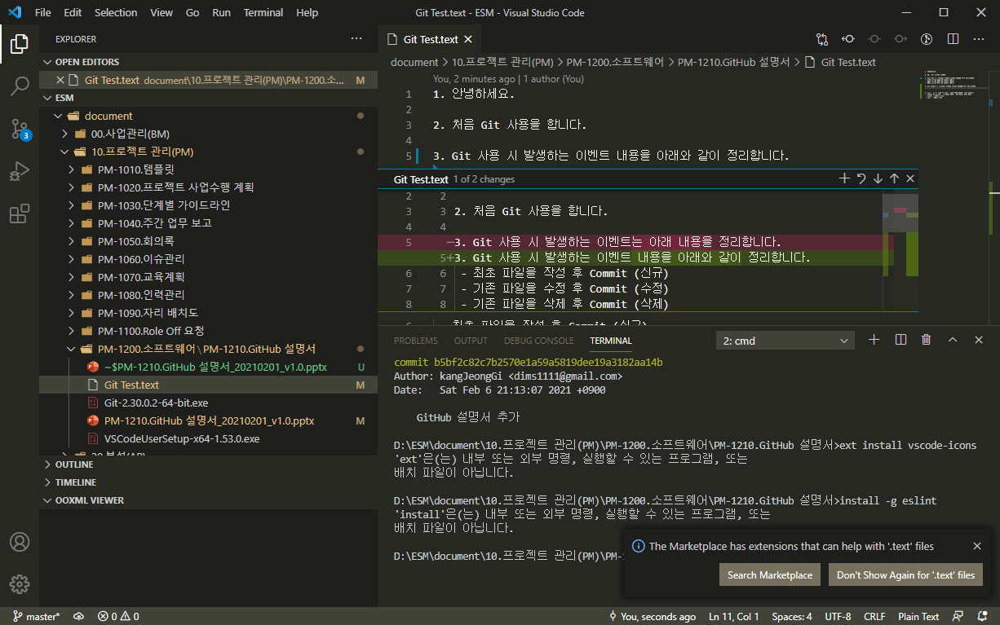 File Edit Selection View Go Run Terminal Help
Git Test.text - ESM - Visual Studio Code
EXPLORER
OPEN EDITORS
Git Test.text document\10.프로젝트 관리(PM)\PM-1200.소... M
ESM
document
00.사업관리(BM)
10.프로젝트 관리(PM)
PM-1010.템플릿
PM-1020.프로젝트 사업수행 계획
PM-1030.단계별 가이드라인
PM-1040.주간 업무 보고
PM-1050.회의록
PM-1060.이슈관리
PM-1070.교육계획
PM-1080.인력관리
PM-1090.자리 배치도
PM-1100.Role Off 요청
PM-1200.소프트웨어\PM-1210.GitHub 설명서
~$PM-1210.GitHub 설명서_20210201_v1.0.pptx U
Git Test.text M
Git-2.30.0.2-64-bit.exe
PM-1210.GitHub 설명서_20210201_v1.0.pptx M
VSCodeUserSetup-x64-1.53.0.exe
OUTLINE
TIMELINE
OOXML VIEWER
3
Git Test.text
document > 10.프로젝트 관리(PM) > PM-1200.소프트웨어 > PM-1210.GitHub 설명서 > Git Test.text
You, 2 minutes ago | 1 author (You)
1 1. 안녕하세요.
2
3 2. 처음 Git 사용을 합니다.
4
5 3. Git 사용 시 발생하는 이벤트 내용을 아래와 같이 정리합니다.
Git Test.text 1 of 2 changes
2 2
3 3 2. 처음 Git 사용을 합니다.
4 4
5 —3. Git 사용 시 발생하는 이벤트는 아래 내용을 정리합니다.
5+3. Git 사용 시 발생하는 이벤트 내용을 아래와 같이 정리합니다.
6 6 - 최초 파일을 작성 후 Commit (신규)
7 7 - 기존 파일을 수정 후 Commit (수정)
8 8 - 기존 파일을 삭제 후 Commit (삭제)
PROBLEMS OUTPUT DEBUG CONSOLE TERMINAL 2: cmd
commit b5bf2c82c7b2570e1a59a5819dee19a3182aa14b
Author: kangJeongGi <dims1111@gmail.com>
Date: Sat Feb 6 21:13:07 2021 +0900
GitHub 설명서 추가
D:\ESM\document\10.프로젝트 관리(PM)\PM-1200.소프트웨어\PM-1210.GitHub 설명서>ext install vscode-icons
'ext'은(는) 내부 또는 외부 명령, 실행할 수 있는 프로그램, 또는
배치 파일이 아닙니다.
D:\ESM\document\10.프로젝트 관리(PM)\PM-1200.소프트웨어\PM-1210.GitHub 설명서>install -g eslint
'install'은(는) 내부 또는 외부 명령, 실행할 수 있는 프로그램, 또는
배치 파일이 아닙니다.
D:\ESM\document\10.프로젝트 관리(PM)\PM-
The Marketplace has extensions that can help with '.text' files
Search Marketplace Don't Show Again for '.text' files
master* 0 0 You, seconds ago Ln 11, Col 1 Spaces: 4 UTF-8 CRLF Plain Text